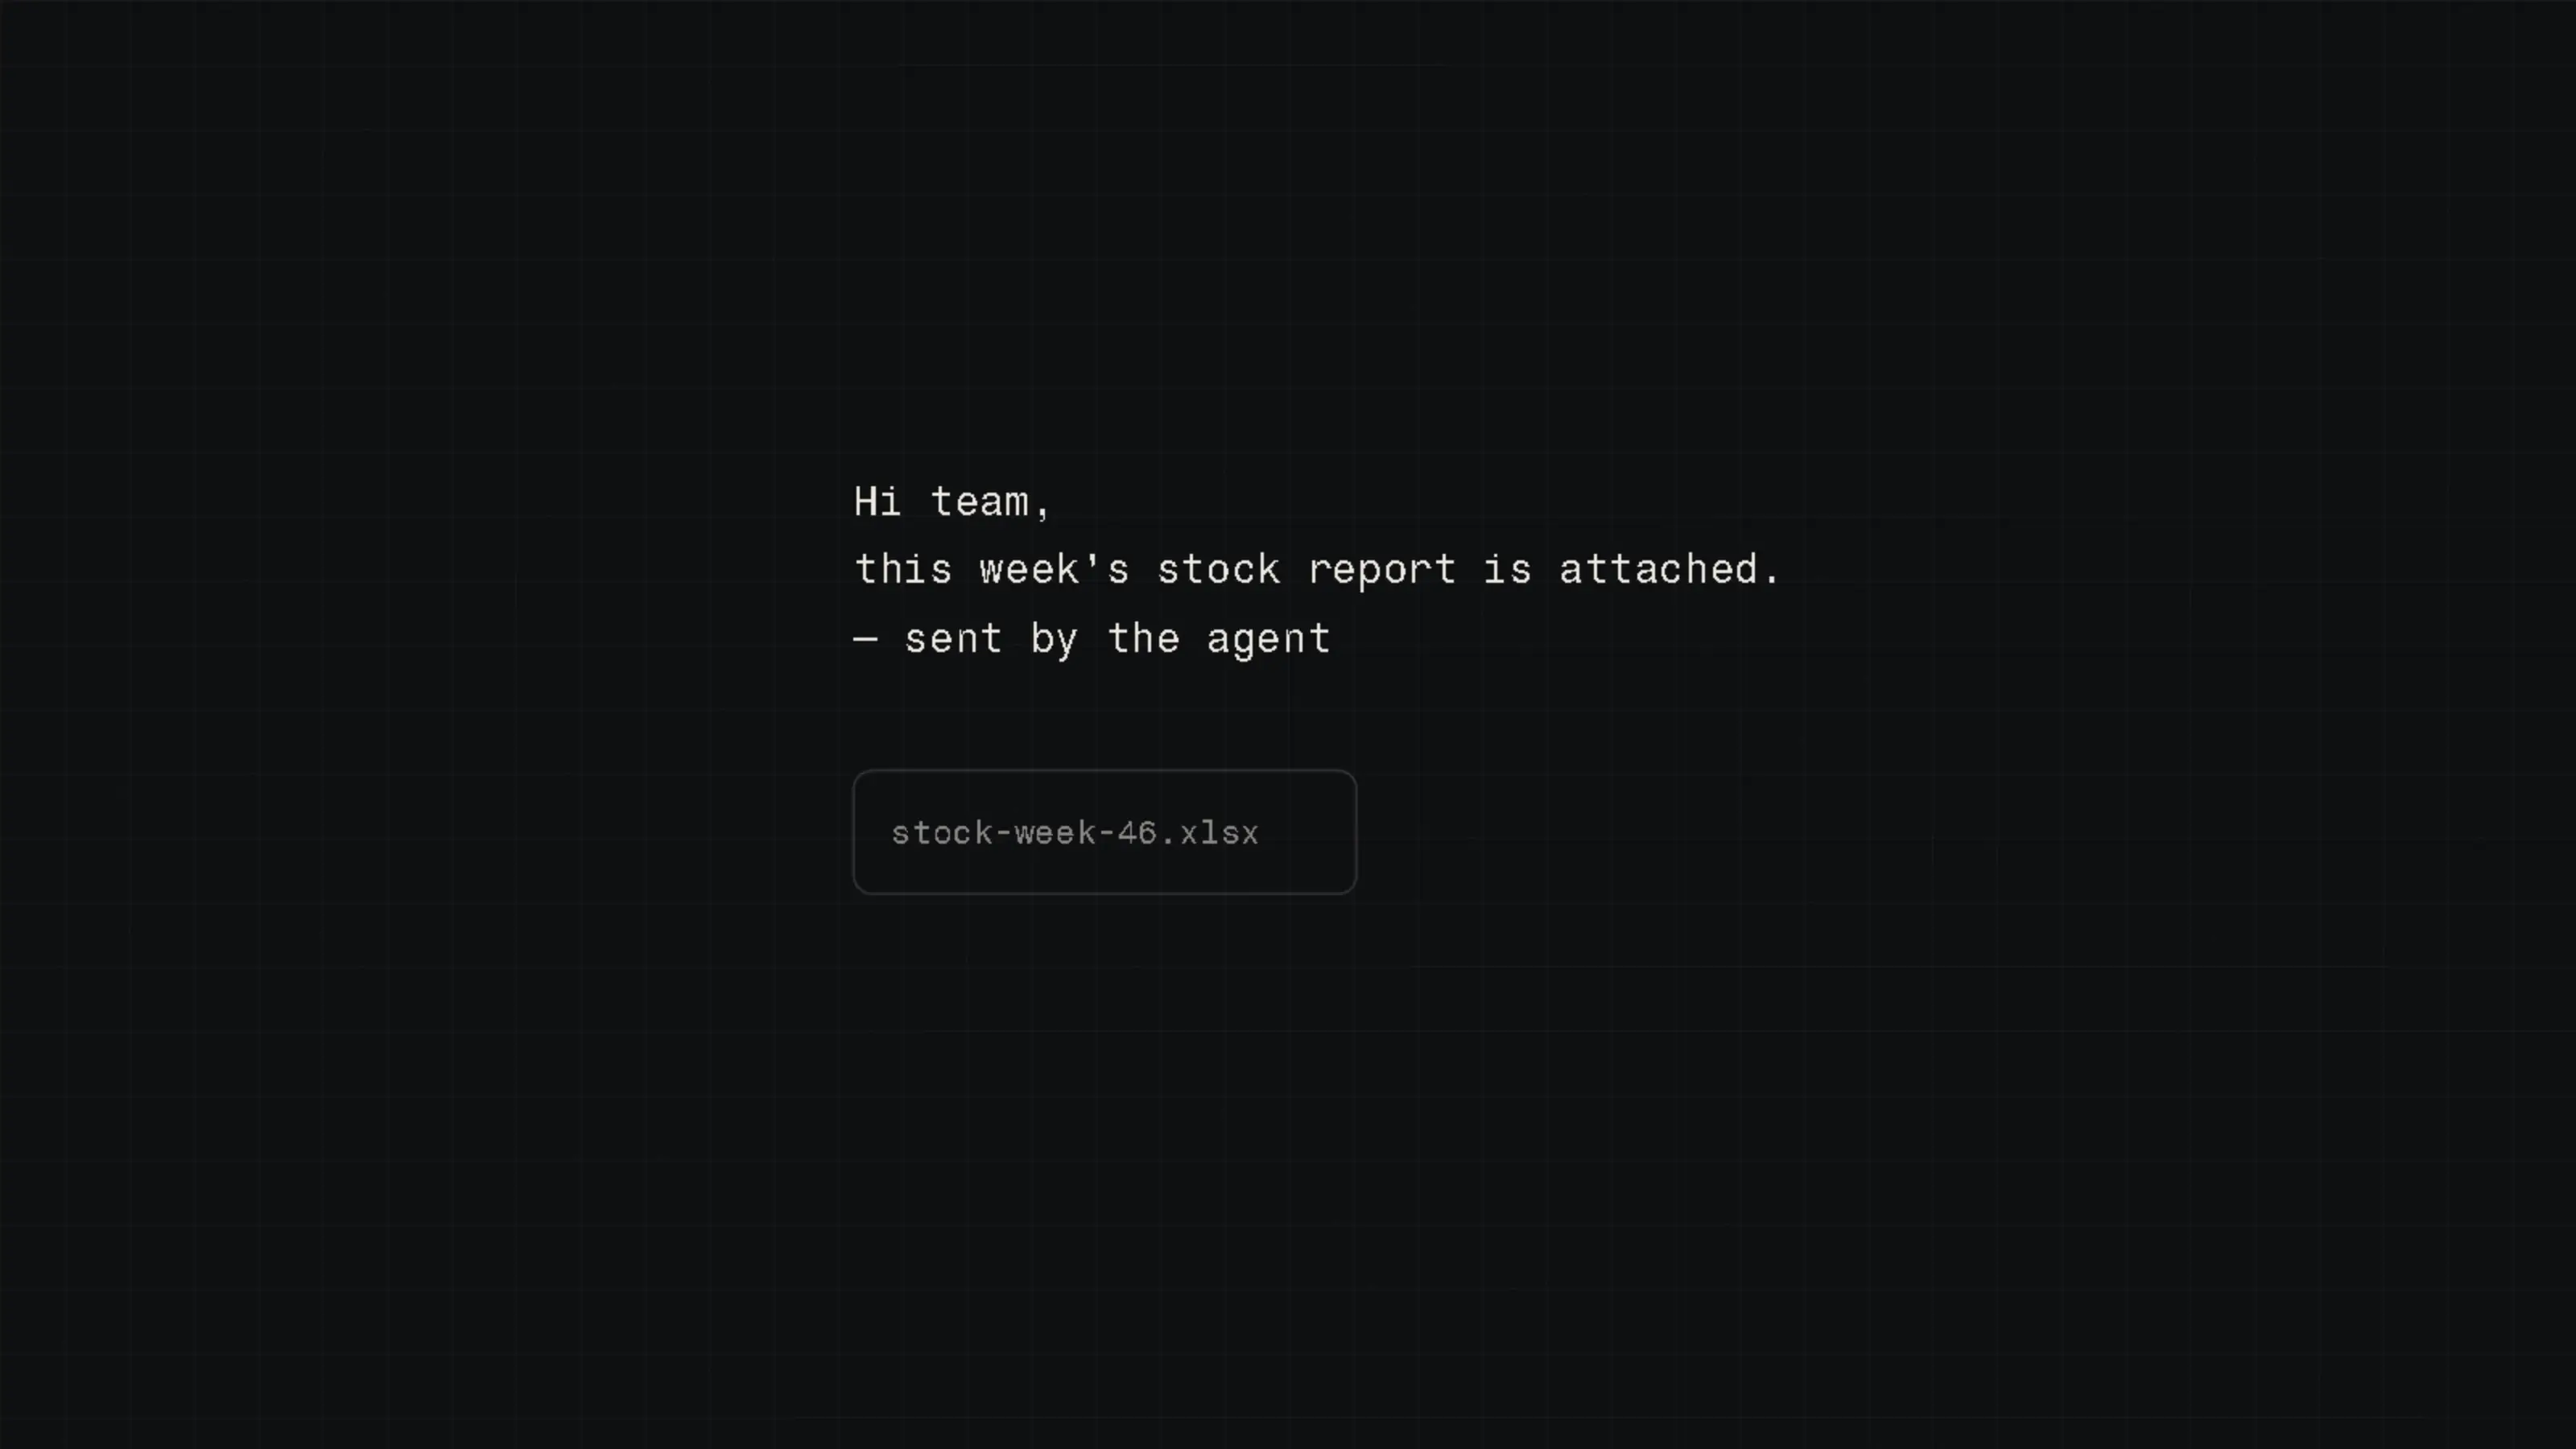 Hi team,
this week's stock report is attached.
— sent by the agent
stock-week-46.xlsx